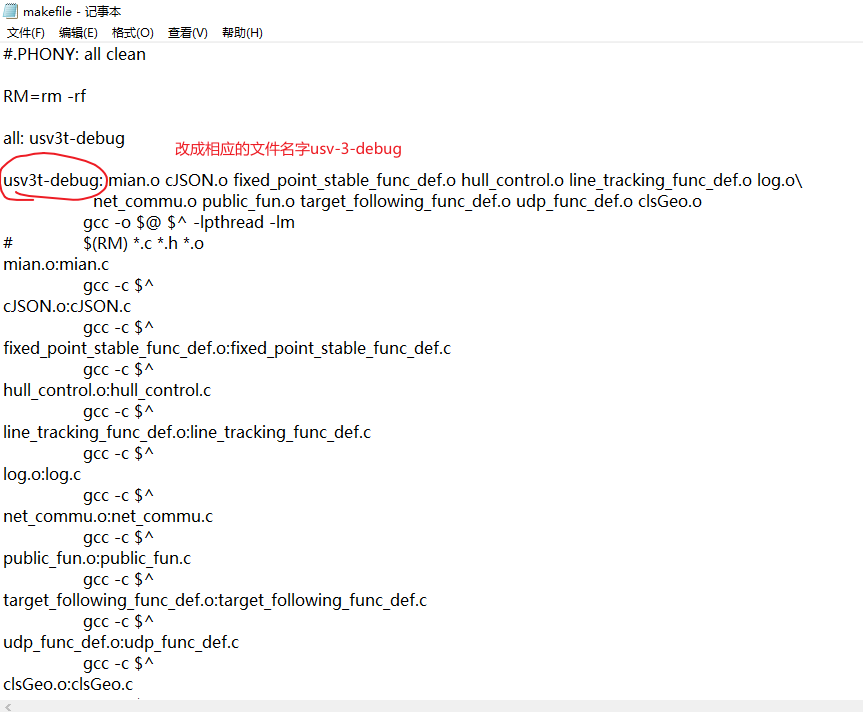 makefile - 记事本
文件(F) 编辑(E) 格式(O) 查看(V) 帮助(H)
#.PHONY: all clean
RM=rm -rf
all: usv3t-debug
改成相应的文件名字usv-3-debug
usv3t-debug: mian.o cJSON.o fixed_point_stable_func_def.o hull_control.o line_tracking_func_def.o log.o\
net_commu.o public_fun.o target_following_func_def.o udp_func_def.o clsGeo.o
gcc -o $@ $^ -lpthread -lm
# $(RM) *.c *.h *.o
mian.o:mian.c
gcc -c $^
cJSON.o:cJSON.c
gcc -c $^
fixed_point_stable_func_def.o:fixed_point_stable_func_def.c
gcc -c $^
hull_control.o:hull_control.c
gcc -c $^
line_tracking_func_def.o:line_tracking_func_def.c
gcc -c $^
log.o:log.c
gcc -c $^
net_commu.o:net_commu.c
gcc -c $^
public_fun.o:public_fun.c
gcc -c $^
target_following_func_def.o:target_following_func_def.c
gcc -c $^
udp_func_def.o:udp_func_def.c
gcc -c $^
clsGeo.o:clsGeo.c